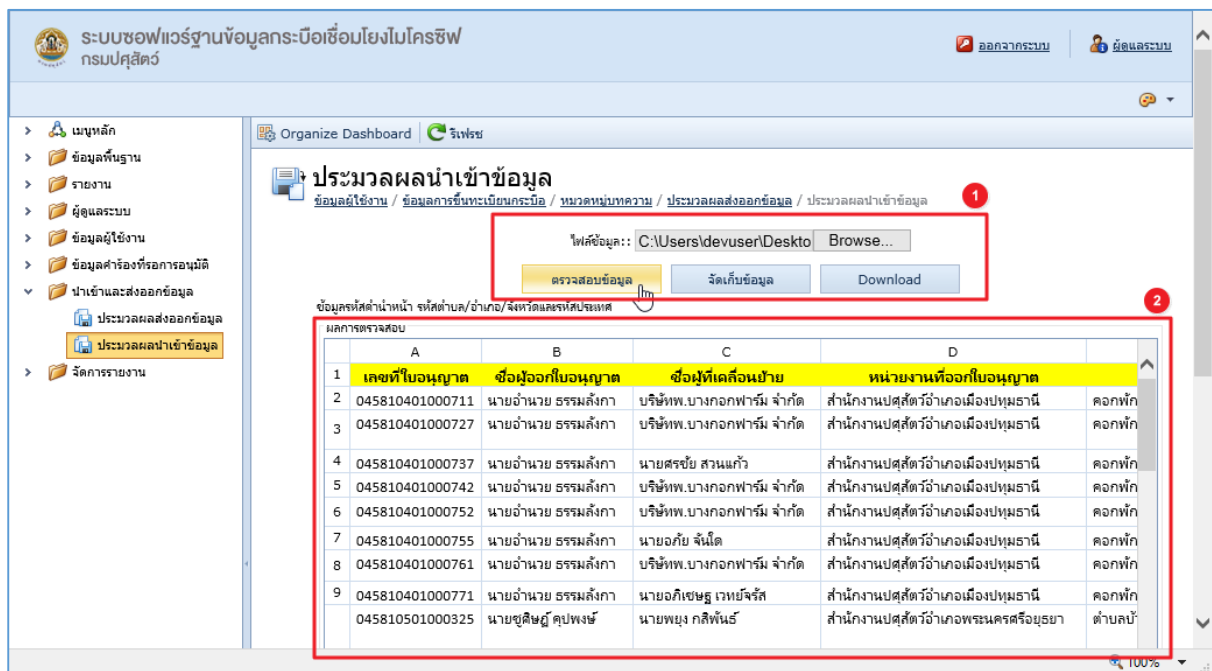 ระบบซอฟแวร์ฐานข้อมูลกระบือเชื่อมโยงไมโครชิฟ
กรมปศุสัตว์
ออกจากระบบ ผู้ดูแลระบบ
เมนูหลัก
ข้อมูลพื้นฐาน
รายงาน
ผู้ดูแลระบบ
ข้อมูลผู้ใช้งาน
ข้อมูลคำร้องที่รอการอนุมัติ
นำเข้าและส่งออกข้อมูล
ประมวลผลส่งออกข้อมูล
ประมวลผลนำเข้าข้อมูล
จัดการรายงาน
Organize Dashboard รีเฟรช
ประมวลผลนำเข้าข้อมูล
ข้อมูลผู้ใช้งาน / ข้อมูลการขึ้นทะเบียนกระบือ / หมวดหมู่บทความ / ประมวลผลส่งออกข้อมูล / ประมวลผลนำเข้าข้อมูล
1
ไฟล์ข้อมูล:: C:\Users\devuser\Deskto Browse...
ตรวจสอบข้อมูล จัดเก็บข้อมูล Download
ข้อมูลรหัสคำนำหน้า รหัสตำบล/อำเภอ/จังหวัดและรหัสประเทศ
2
ผลการตรวจสอบ
A B C D
1 เลขที่ใบอนุญาต ชื่อผู้ออกใบอนุญาต ชื่อผู้ที่เคลื่อนย้าย หน่วยงานที่ออกใบอนุญาต
2 045810401000711 นายอำนวย ธรรมลังกา บริษัทพ.บางกอกฟาร์ม จำกัด สำนักงานปศุสัตว์อำเภอเมืองปทุมธานี คอกพัก
3 045810401000727 นายอำนวย ธรรมลังกา บริษัทพ.บางกอกฟาร์ม จำกัด สำนักงานปศุสัตว์อำเภอเมืองปทุมธานี คอกพัก
4 045810401000737 นายอำนวย ธรรมลังกา นายศรชัย สวนแก้ว สำนักงานปศุสัตว์อำเภอเมืองปทุมธานี คอกพัก
5 045810401000742 นายอำนวย ธรรมลังกา บริษัทพ.บางกอกฟาร์ม จำกัด สำนักงานปศุสัตว์อำเภอเมืองปทุมธานี คอกพัก
6 045810401000752 นายอำนวย ธรรมลังกา บริษัทพ.บางกอกฟาร์ม จำกัด สำนักงานปศุสัตว์อำเภอเมืองปทุมธานี คอกพัก
7 045810401000755 นายอำนวย ธรรมลังกา นายอภัย จันโด สำนักงานปศุสัตว์อำเภอเมืองปทุมธานี คอกพัก
8 045810401000761 นายอำนวย ธรรมลังกา บริษัทพ.บางกอกฟาร์ม จำกัด สำนักงานปศุสัตว์อำเภอเมืองปทุมธานี คอกพัก
9 045810401000771 นายอำนวย ธรรมลังกา นายอภิเชษฐ เวทย์จรัส สำนักงานปศุสัตว์อำเภอเมืองปทุมธานี คอกพัก
045810501000325 นายชูศิษฎ์ คุปพงษ์ นายพยุง กสิพันธ์ สำนักงานปศุสัตว์อำเภอพระนครศรีอยุธยา ตำบลบ้
100%